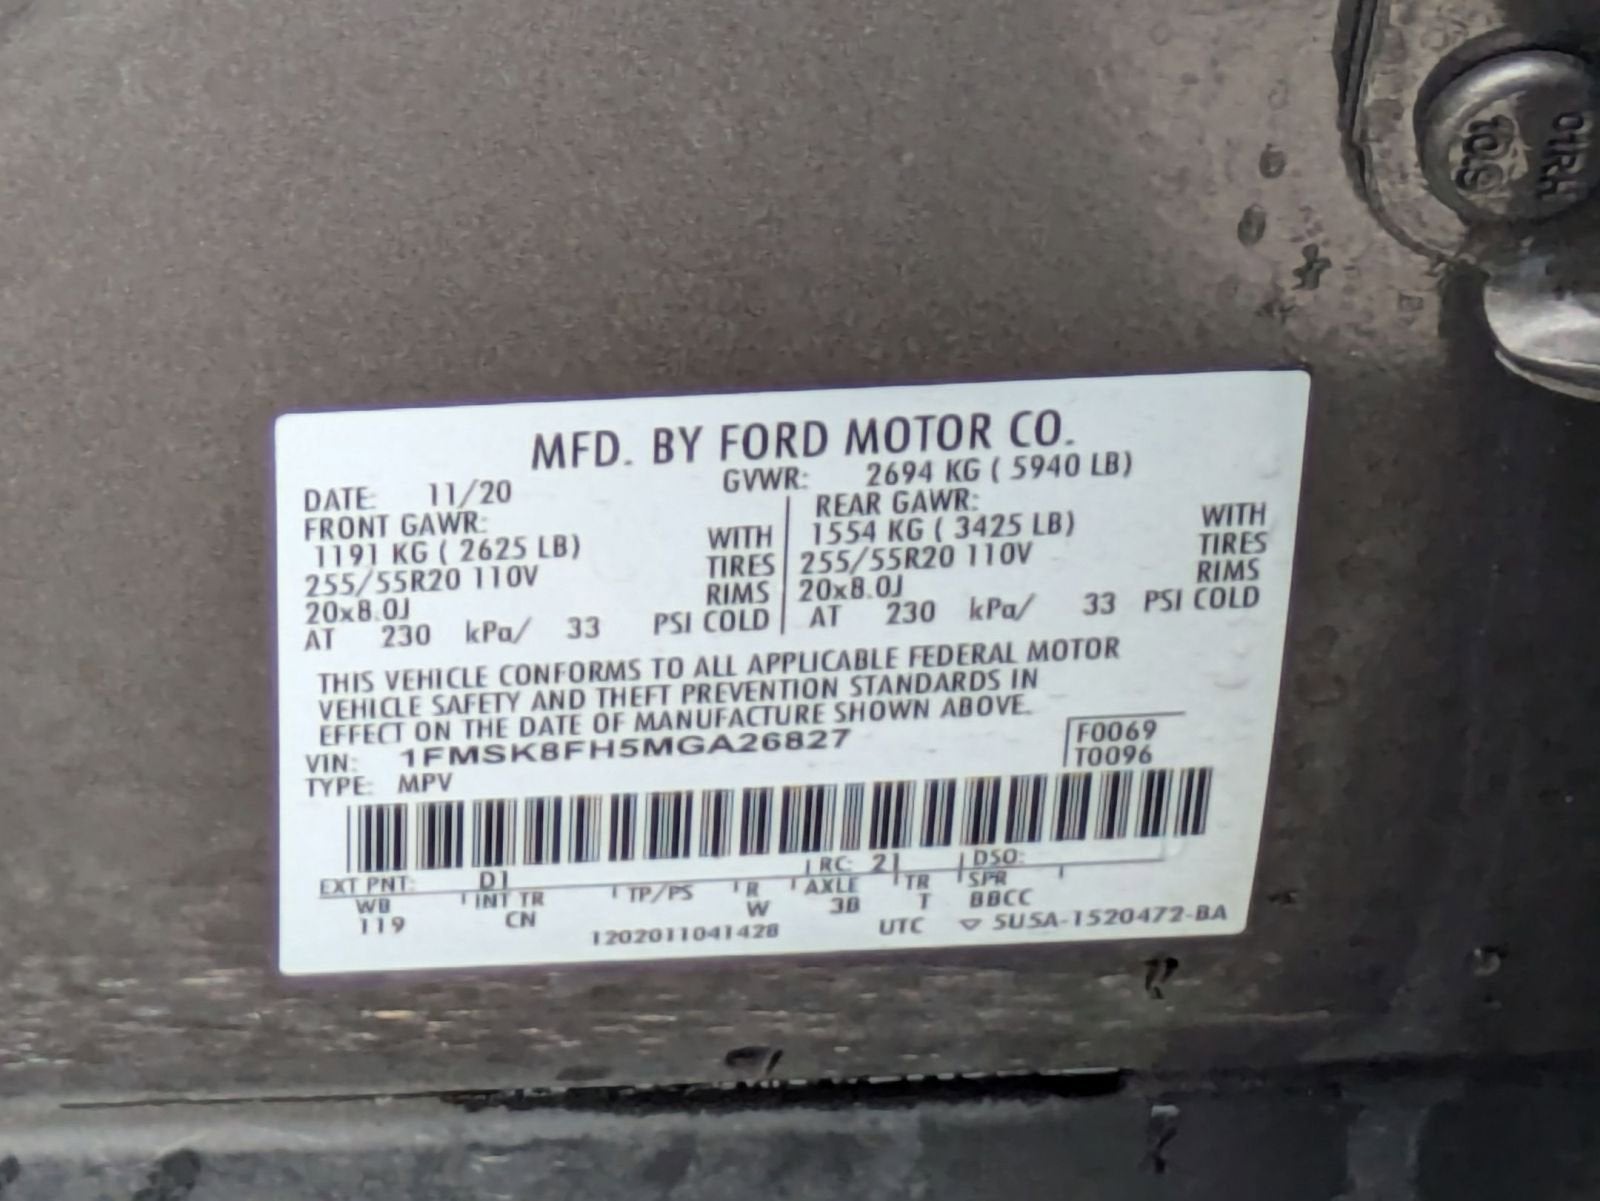 MFD. BY FORD MOTOR CO.
DATE: 11/20 GVWR: 2694 KG ( 5940 LB)
FRONT GAWR: REAR GAWR:
1191 KG ( 2625 LB) WITH 1554 KG ( 3425 LB) WITH
255/55R20 110V TIRES 255/55R20 110V TIRES
20x8.0J RIMS 20x8.0J RIMS
AT 230 kPa/ 33 PSI COLD AT 230 kPa/ 33 PSI COLD
THIS VEHICLE CONFORMS TO ALL APPLICABLE FEDERAL MOTOR
VEHICLE SAFETY AND THEFT PREVENTION STANDARDS IN
EFFECT ON THE DATE OF MANUFACTURE SHOWN ABOVE.
VIN: 1FMSK8FH5MGA26827 F0069
TYPE: MPV T0096
EXT PNT: D1 RC: 21 DSO:
WB INT TR TP/PS R AXLE TR SPR
119 CN W 3B T BBCC
1202011041428 UTC ▽ 5U5A-1520472-BA
01RH
10.9